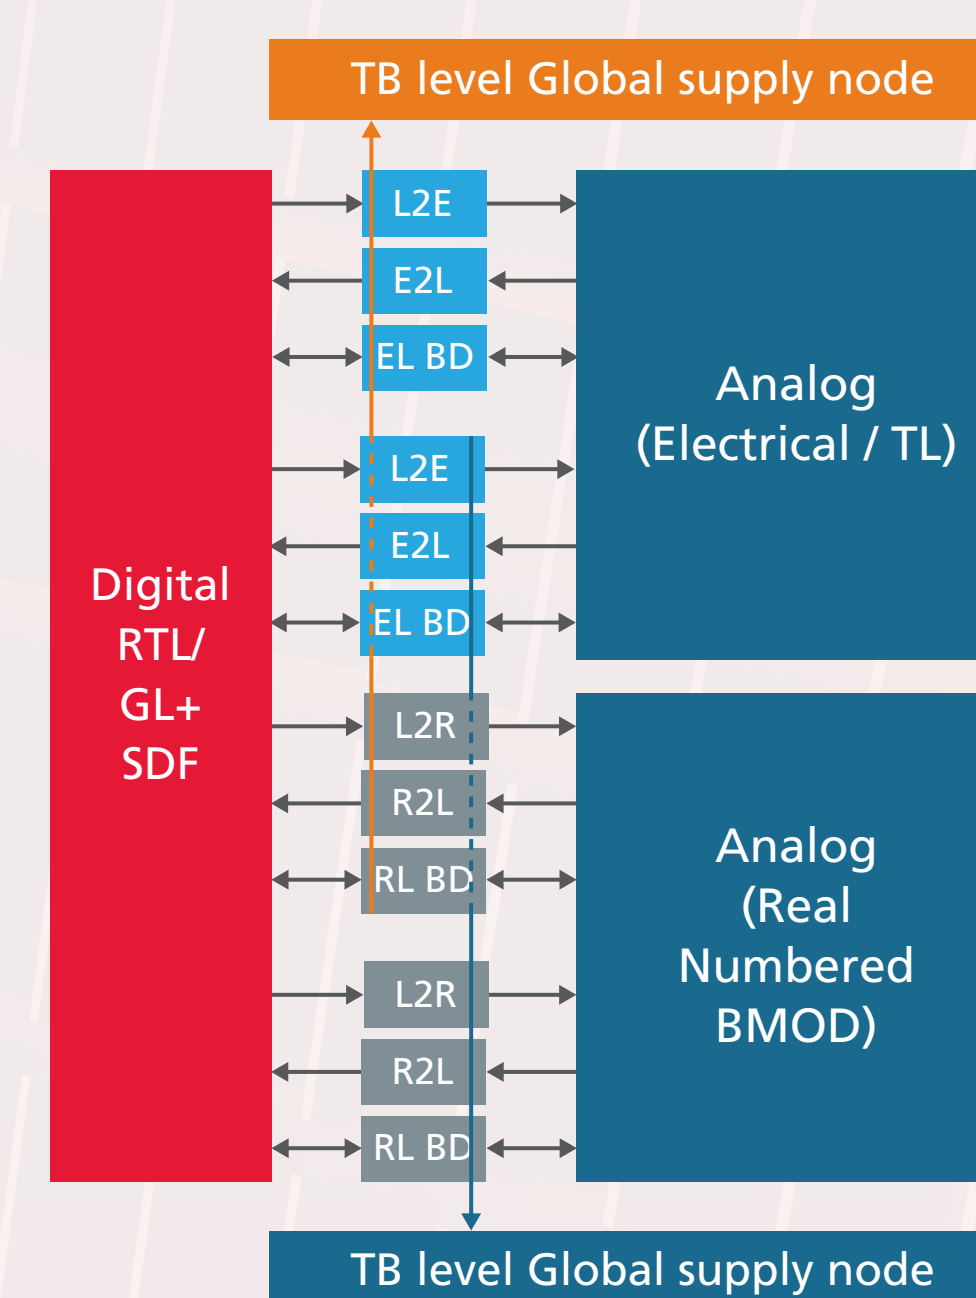 TB level Global supply node
Digital
RTL/
GL+
SDF
L2E
E2L
EL BD
L2E
E2L
EL BD
L2R
R2L
RL BD
L2R
R2L
RL BD
Analog
(Electrical / TL)
Analog
(Real
Numbered
BMOD)
TB level Global supply node